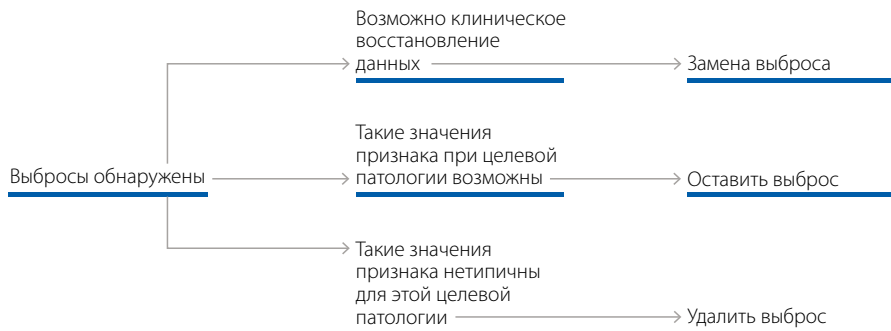 Выбросы обнаружены
Возможно клиническое
восстановление
данных
Замена выброса
Такие значения
признака при целевой
патологии возможны
Оставить выброс
Такие значения
признака нетипичны
для этой целевой
патологии
Удалить выброс